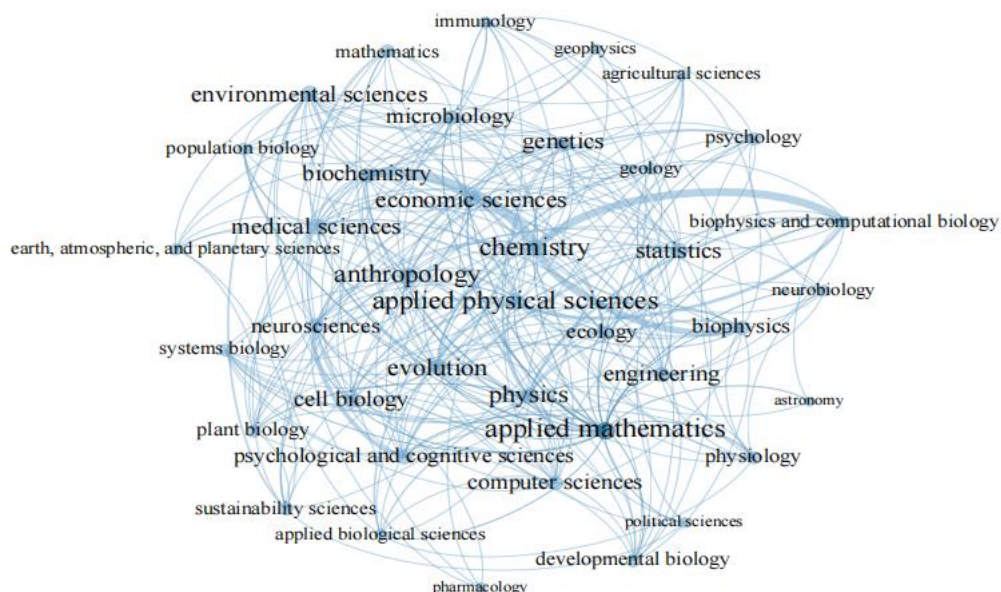 immunology
geophysics
mathematics
agricultural sciences
environmental sciences
microbiology
psychology
genetics
population biology
geology
biochemistry
economic sciences
biophysics and computational biology
medical sciences
earth, atmospheric, and planetary sciences
chemistry
statistics
anthropology
neurobiology
applied physical sciences
neurosciences
ecology
biophysics
systems biology
evolution
engineering
cell biology
physics
astronomy
plant biology
applied mathematics
psychological and cognitive sciences
physiology
computer sciences
sustainability sciences
political sciences
applied biological sciences
developmental biology
pharmacology